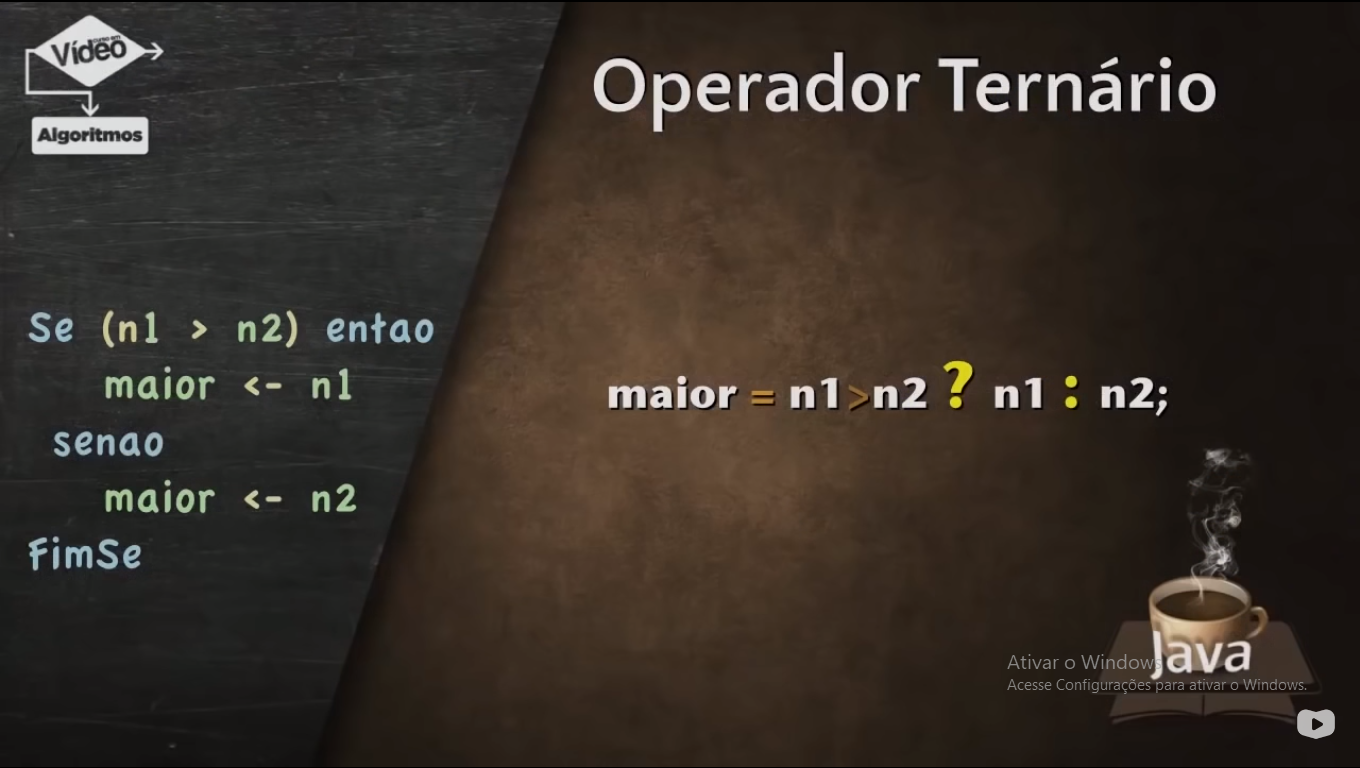 curso em
Vídeo
Algoritmos
Operador Ternário
Se (n1 > n2) entao
maior <- n1
senao
maior <- n2
FimSe
maior = n1>n2 ? n1 : n2;
Java
Ativar o Windows
Acesse Configurações para ativar o Windows.